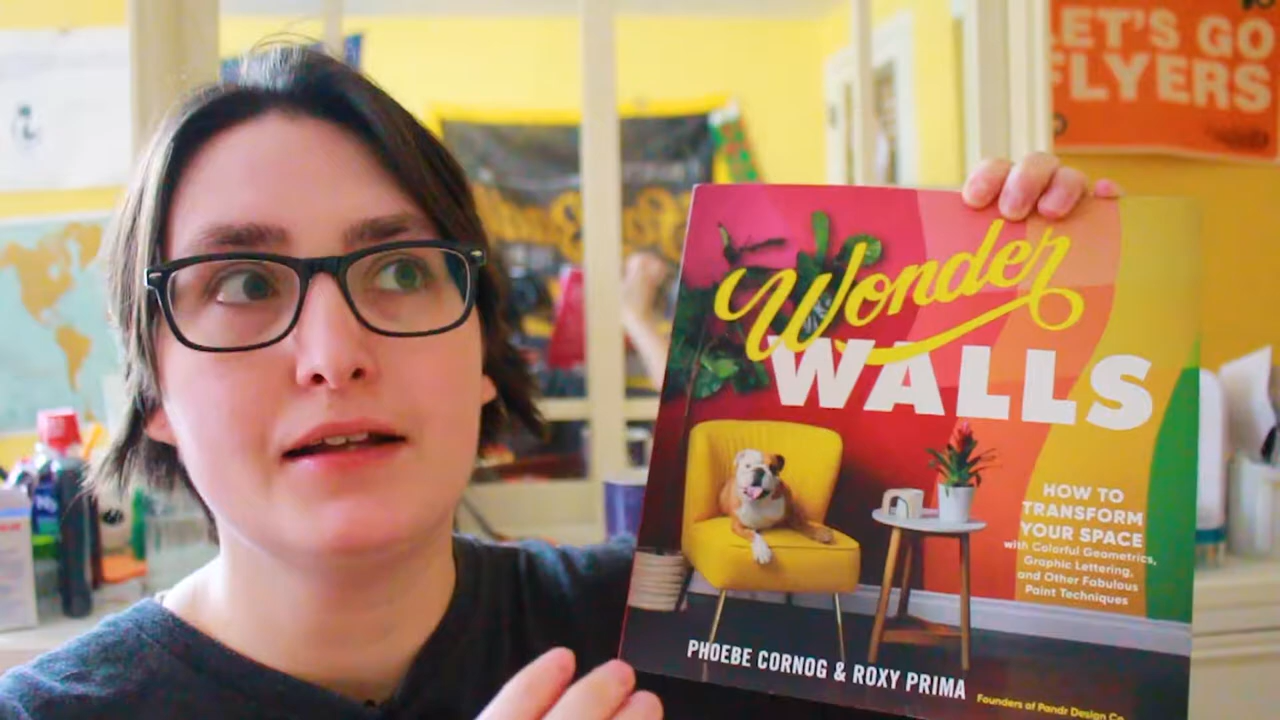 LET'S GO
FLYERS
Wonder
WALLS
HOW TO
TRANSFORM
YOUR SPACE
with Colorful Geometrics,
Graphic Lettering,
and Other Fabulous
Paint Techniques
PHOEBE CORNOG & ROXY PRIMA
Founders of Pandr Design Co.